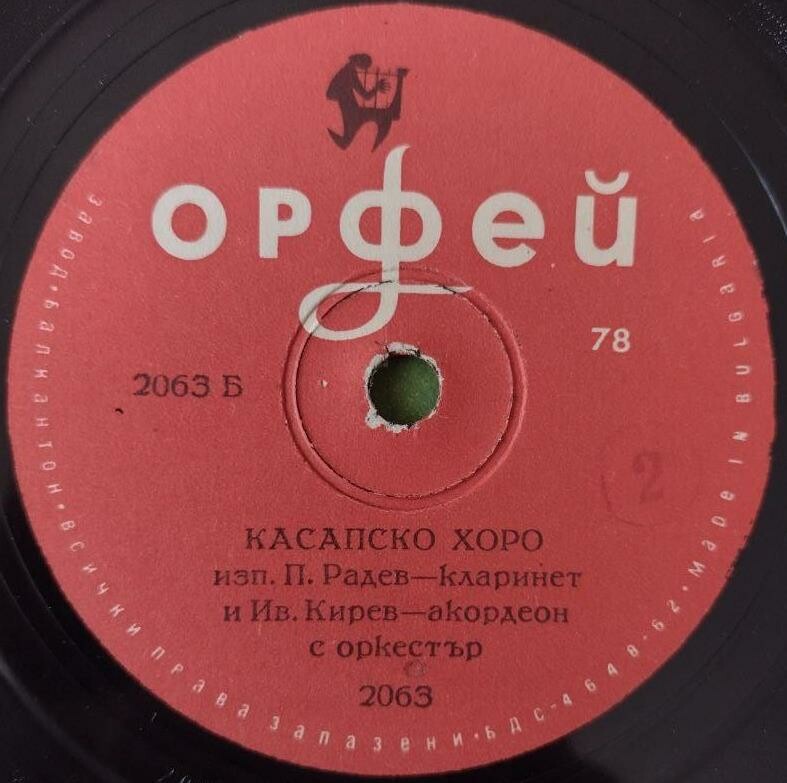 орфей
78
2063 Б
2
КАСАПСКО ХОРО
изп. П. Радев—кларинет
и Ив. Кирев—акордеон
с оркестър
2063
завод·балкантон·всички права запазени·БДС-4648-62·made in bulgaria